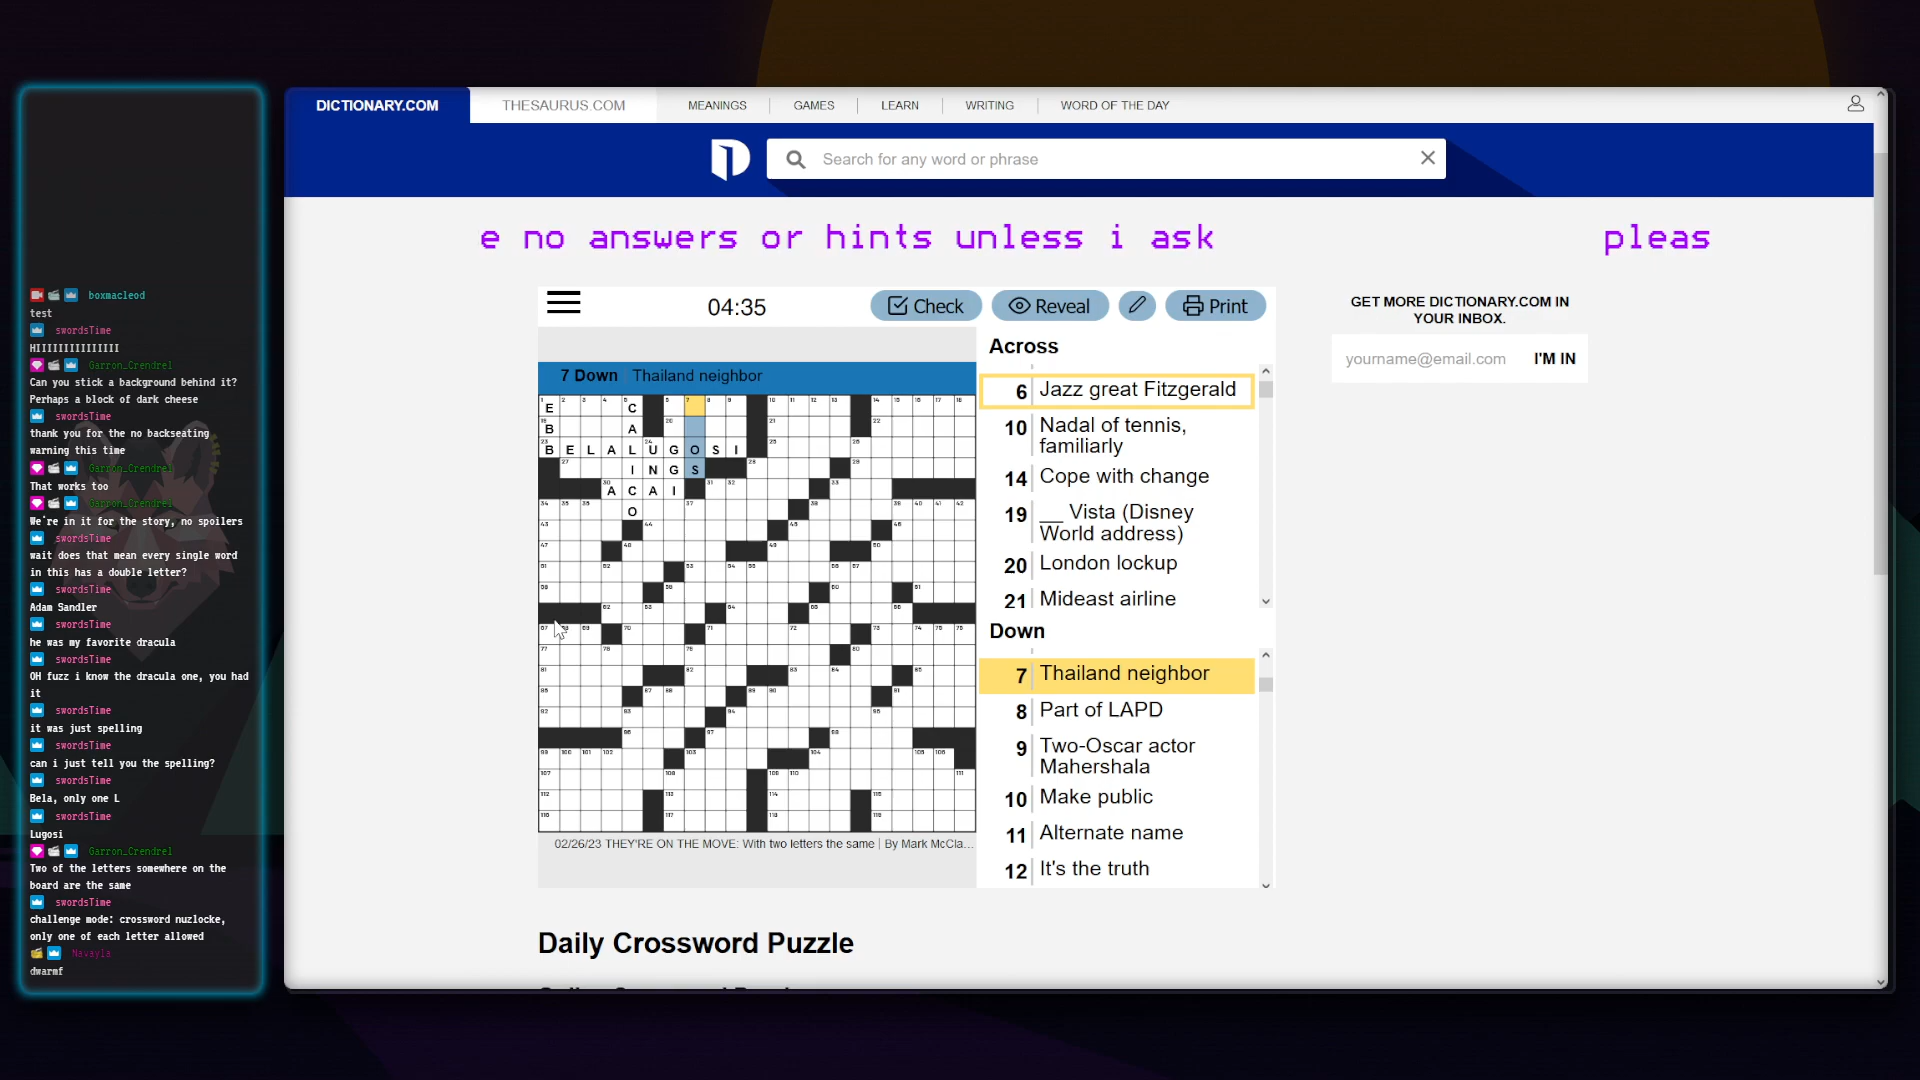 DICTIONARY.COM
THESAURUS.COM
MEANINGS
GAMES
LEARN
WRITING
WORD OF THE DAY
Search for any word or phrase
e no answers or hints unless i ask
pleas
boxmacleod
test
swordsTime
HIIIIIIIIIIIIIII
Garron_Crendrel
Can you stick a background behind it?
Perhaps a block of dark cheese
swordsTime
thank you for the no backseating
warning this time
Garron_Crendrel
That works too
Garron_Crendrel
We're in it for the story, no spoilers
swordsTime
wait does that mean every single word
in this has a double letter?
swordsTime
Adam Sandler
swordsTime
he was my favorite dracula
swordsTime
OH fuzz i know the dracula one, you had
it
swordsTime
it was just spelling
swordsTime
can i just tell you the spelling?
swordsTime
Bela, only one L
swordsTime
Lugosi
Garron_Crendrel
Two of the letters somewhere on the
board are the same
swordsTime
challenge mode: crossword nuzlocke,
only one of each letter allowed
Navayla
dwarmf
04:35
Check
Reveal
Print
7 Down Thailand neighbor
E C
B A
B E L A L U G O S I
I N G S
A C A I
O
02/26/23 THEY'RE ON THE MOVE: With two letters the same | By Mark McCla...
Across
6 Jazz great Fitzgerald
10 Nadal of tennis,
familiarly
14 Cope with change
19 __ Vista (Disney
World address)
20 London lockup
21 Mideast airline
Down
7 Thailand neighbor
8 Part of LAPD
9 Two-Oscar actor
Mahershala
10 Make public
11 Alternate name
12 It's the truth
GET MORE DICTIONARY.COM IN
YOUR INBOX.
yourname@email.com
I'M IN
Daily Crossword Puzzle